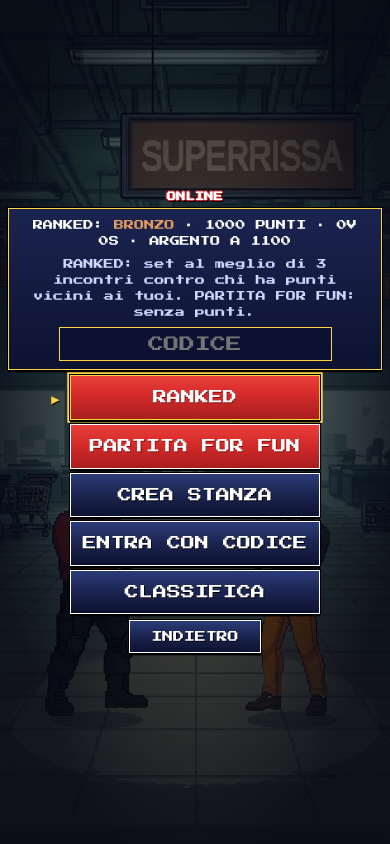 SUPERRISSA
ONLINE
RANKED: BRONZO · 1000 PUNTI · 0V
0S · ARGENTO A 1100
RANKED: set al meglio di 3
incontri contro chi ha punti
vicini ai tuoi. PARTITA FOR FUN:
senza punti.
CODICE
► RANKED
PARTITA FOR FUN
CREA STANZA
ENTRA CON CODICE
CLASSIFICA
INDIETRO